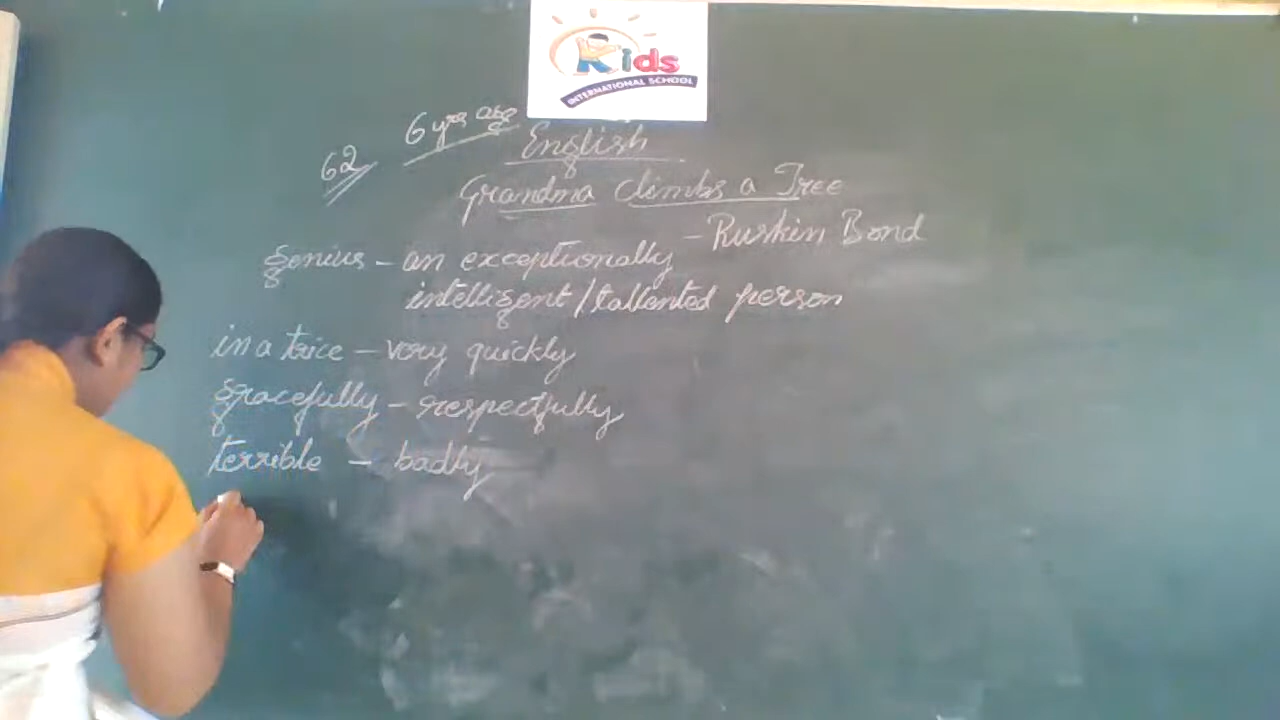 Kids
INTERNATIONAL SCHOOL
62
6 yrs age
English
Grandma Climbs a Tree
- Ruskin Bond
genius - an exceptionally
intelligent / tallented person
in a trice - very quickly
gracefully - respectfully
terrible - badly